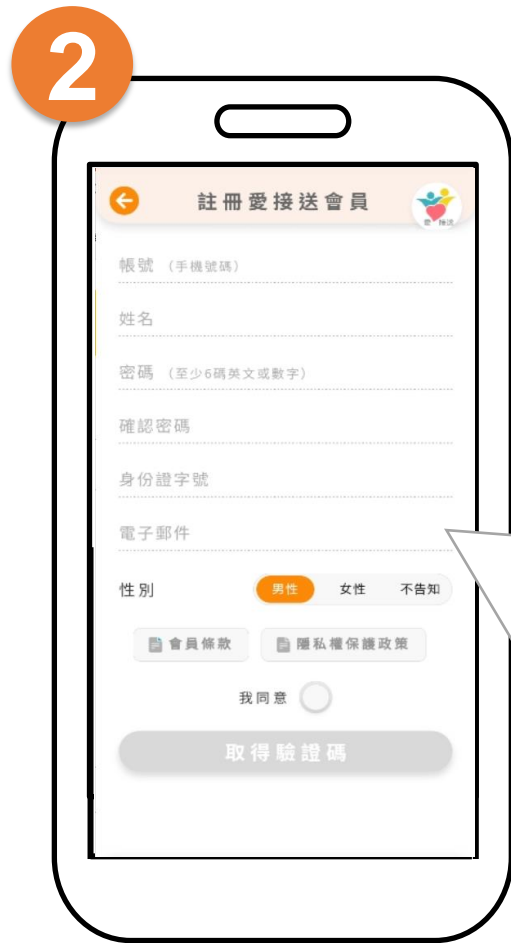 2
註冊愛接送會員
愛接送
帳號 (手機號碼)
姓名
密碼 (至少6碼英文或數字)
確認密碼
身份證字號
電子郵件
性別 男性 女性 不告知
會員條款 隱私權保護政策
我同意
取得驗證碼